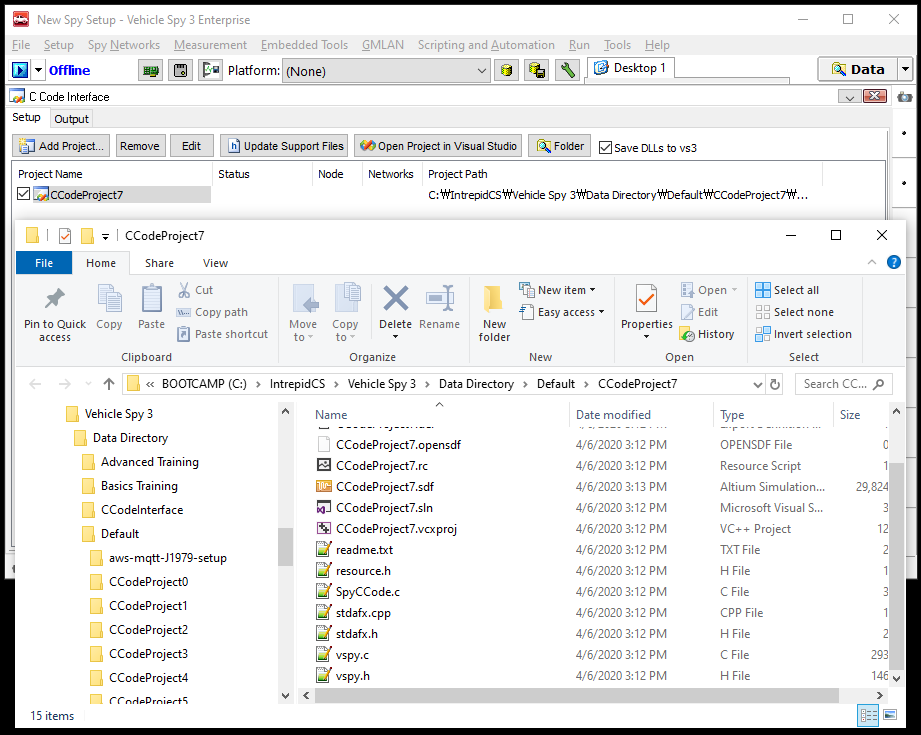 New Spy Setup - Vehicle Spy 3 Enterprise
File Setup Spy Networks Measurement Embedded Tools GMLAN Scripting and Automation Run Tools Help
Offline Platform: (None) Desktop 1 Data
C Code Interface
Setup Output
Add Project... Remove Edit Update Support Files Open Project in Visual Studio Folder Save DLLs to vs3
Project Name Status Node Networks Project Path
CCodeProject7 C:₩IntrepidCS₩Vehicle Spy 3₩Data Directory₩Default₩CCodeProject7₩...
CCodeProject7
File Home Share View
Pin to Quick access
Copy
Paste
Cut
Copy path
Paste shortcut
Clipboard
Move to
Copy to
Delete
Rename
Organize
New folder
New item
Easy access
New
Properties
Open
Edit
History
Open
Select all
Select none
Invert selection
Select
« BOOTCAMP (C:) › IntrepidCS › Vehicle Spy 3 › Data Directory › Default › CCodeProject7
Search CC...
Vehicle Spy 3
Data Directory
Advanced Training
Basics Training
CCodeInterface
Default
aws-mqtt-J1979-setup
CCodeProject0
CCodeProject1
CCodeProject2
CCodeProject3
CCodeProject4
CCodeProject5
Name Date modified Type Size
CCodeProject7.opensdf 4/6/2020 3:12 PM OPENSDF File 0
CCodeProject7.rc 4/6/2020 3:12 PM Resource Script 1
CCodeProject7.sdf 4/6/2020 3:13 PM Altium Simulation... 29,824
CCodeProject7.sln 4/6/2020 3:12 PM Microsoft Visual S... 3
CCodeProject7.vcxproj 4/6/2020 3:12 PM VC++ Project 12
readme.txt 4/6/2020 3:12 PM TXT File 2
resource.h 4/6/2020 3:12 PM H File 1
SpyCCode.c 4/6/2020 3:12 PM C File 3
stdafx.cpp 4/6/2020 3:12 PM CPP File 1
stdafx.h 4/6/2020 3:12 PM H File 2
vspy.c 4/6/2020 3:12 PM C File 293
vspy.h 4/6/2020 3:12 PM H File 146
15 items